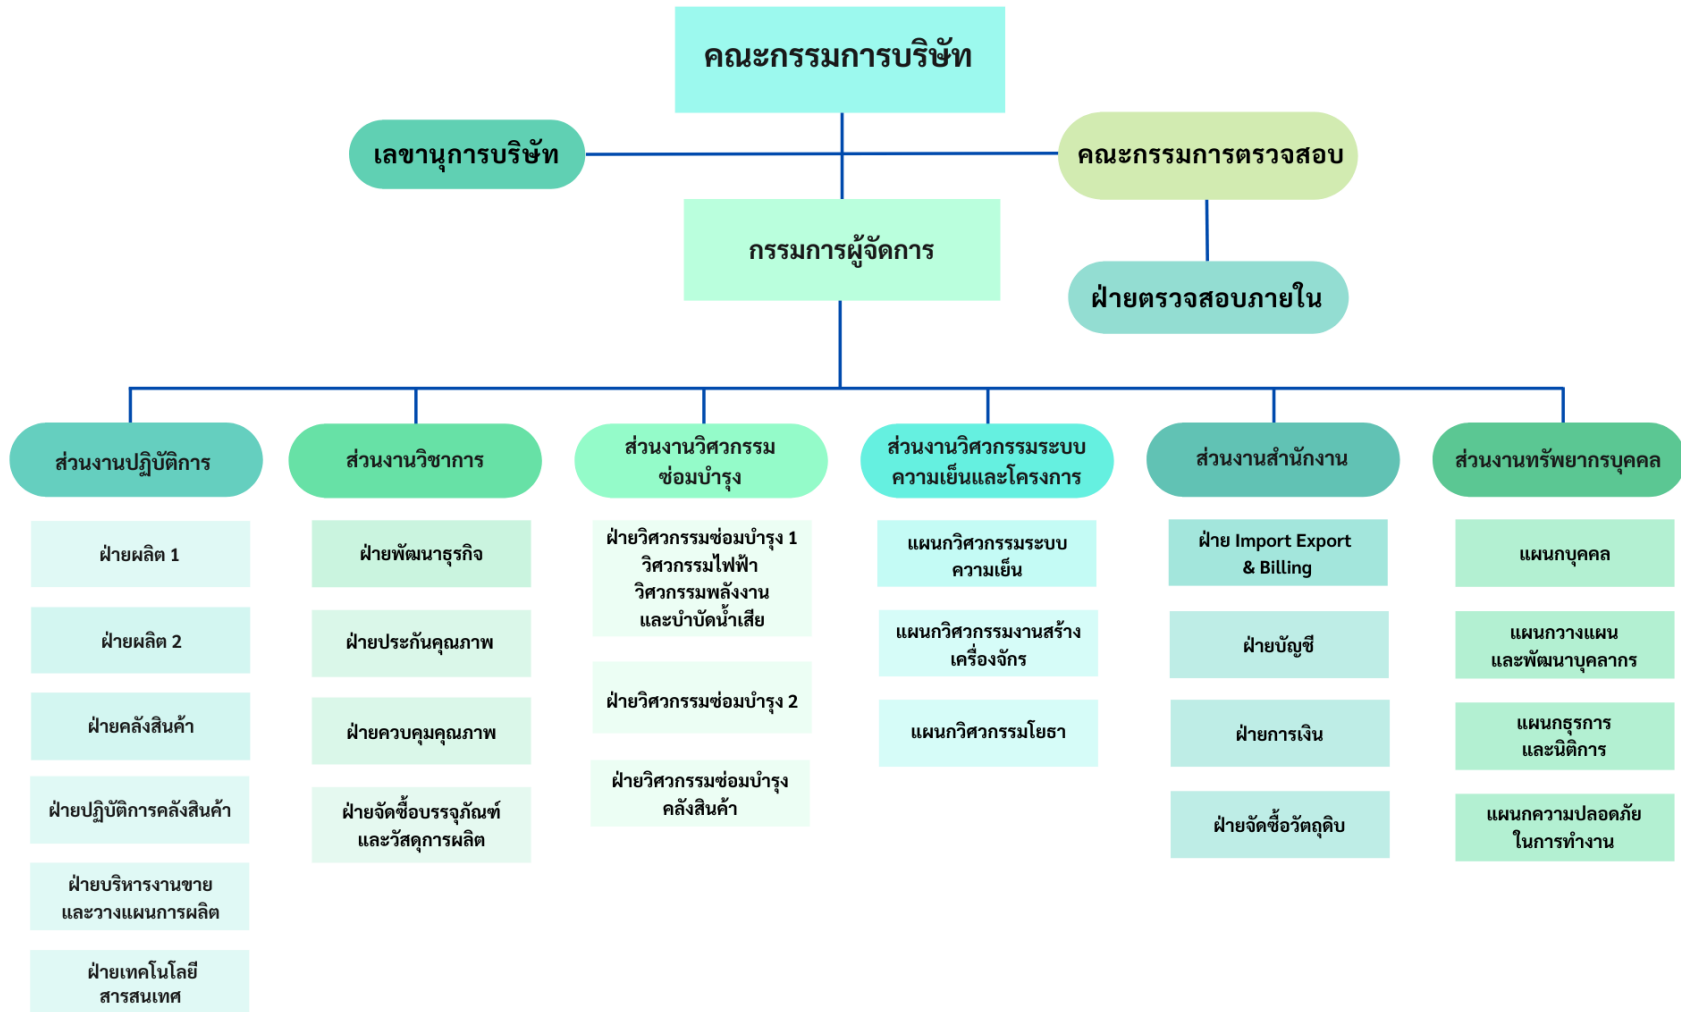 คณะกรรมการบริษัท
เลขานุการบริษัท
คณะกรรมการตรวจสอบ
กรรมการผู้จัดการ
ฝ่ายตรวจสอบภายใน
ส่วนงานปฏิบัติการ
ฝ่ายผลิต 1
ฝ่ายผลิต 2
ฝ่ายคลังสินค้า
ฝ่ายปฏิบัติการคลังสินค้า
ฝ่ายบริหารงานขาย
และวางแผนการผลิต
ฝ่ายเทคโนโลยี
สารสนเทศ
ส่วนงานวิชาการ
ฝ่ายพัฒนาธุรกิจ
ฝ่ายประกันคุณภาพ
ฝ่ายควบคุมคุณภาพ
ฝ่ายจัดซื้อบรรจุภัณฑ์
และวัสดุการผลิต
ส่วนงานวิศวกรรม
ซ่อมบำรุง
ฝ่ายวิศวกรรมซ่อมบำรุง 1
วิศวกรรมไฟฟ้า
วิศวกรรมพลังงาน
และบำบัดน้ำเสีย
ฝ่ายวิศวกรรมซ่อมบำรุง 2
ฝ่ายวิศวกรรมซ่อมบำรุง
คลังสินค้า
ส่วนงานวิศวกรรมระบบ
ความเย็นและโครงการ
แผนกวิศวกรรมระบบ
ความเย็น
แผนกวิศวกรรมงานสร้าง
เครื่องจักร
แผนกวิศวกรรมโยธา
ส่วนงานสำนักงาน
ฝ่าย Import Export
& Billing
ฝ่ายบัญชี
ฝ่ายการเงิน
ฝ่ายจัดซื้อวัตถุดิบ
ส่วนงานทรัพยากรบุคคล
แผนกบุคคล
แผนกวางแผน
และพัฒนาบุคลากร
แผนกธุรการ
และนิติการ
แผนกความปลอดภัย
ในการทำงาน